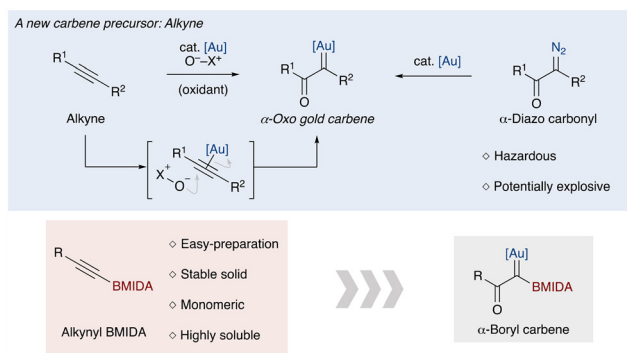 A new carbene precursor: Alkyne
cat. [Au]
O⁻–X⁺
(oxidant)
R¹
R²
Alkyne
[Au]
R¹
R²
O
α-Oxo gold carbene
cat. [Au]
N₂
R¹
R²
O
α-Diazo carbonyl
R¹
[Au]
X⁺
O⁻
R²
◇ Hazardous
◇ Potentially explosive
R
BMIDA
Alkynyl BMIDA
◇ Easy-preparation
◇ Stable solid
◇ Monomeric
◇ Highly soluble
[Au]
R
BMIDA
O
α-Boryl carbene